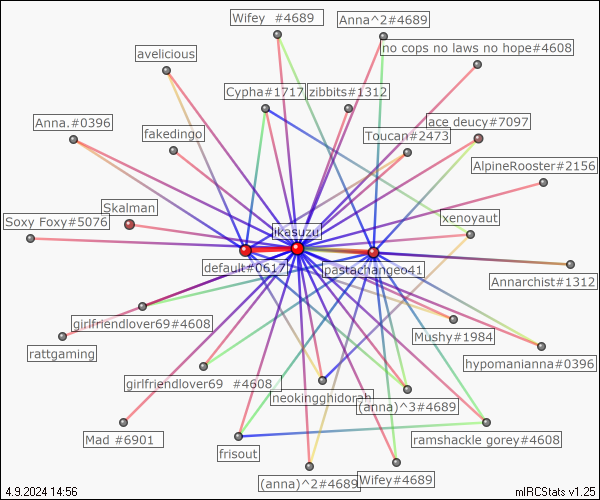 Wifey  #4689
Anna^2#4689
no cops no laws no hope#4608
avelicious
Cypha#1717
zibbits#1312
Anna.#0396
fakedingo
Toucan#2473
ace deucy#7097
AlpineRooster#2156
Skalman
xenoyaut
Soxy Foxy#5076
ikasuzu
default#0617
pastachangeo41
Annarchist#1312
girlfriendlover69#4608
Mushy#1984
rattgaming
hypomanianna#0396
girlfriendlover69  #4608
neokingghidorah
(anna)^3#4689
Mad #6901
frisout
ramshackle gorey#4608
(anna)^2#4689
Wifey#4689
4.9.2024 14:56
mIRCStats v1.25